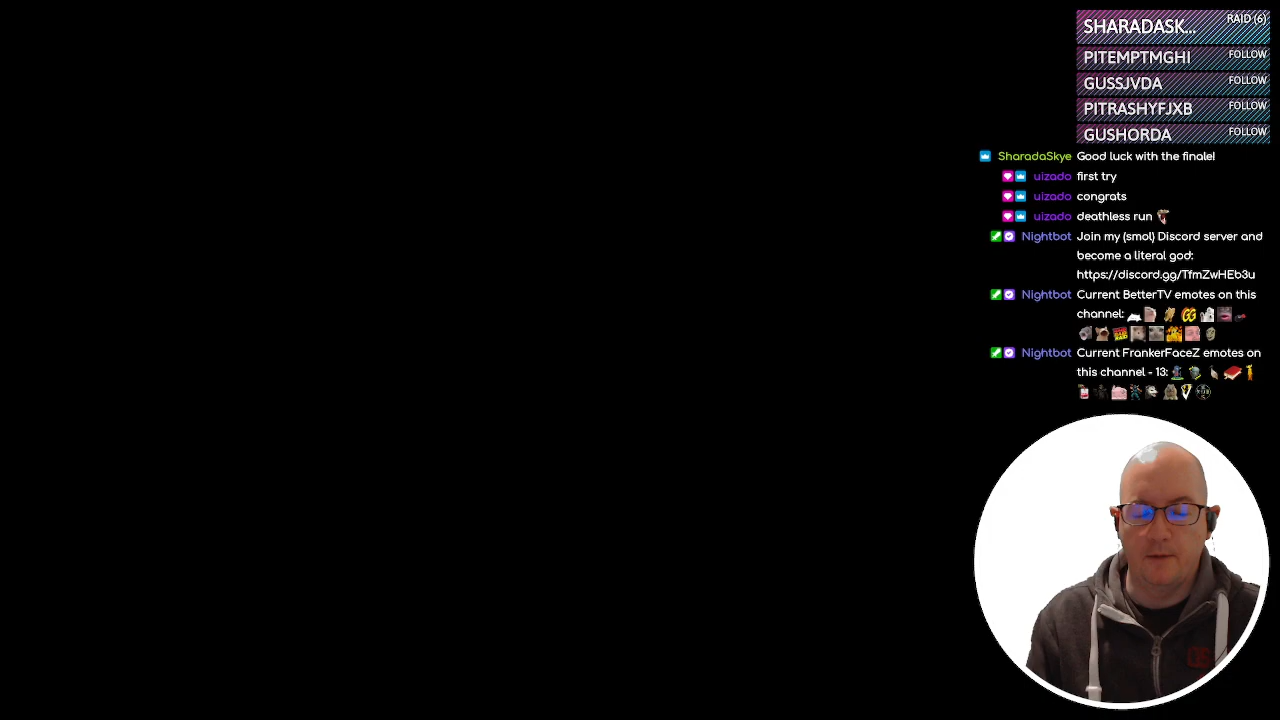 SHARADASK... RAID (6)
PITEMPTMGHI FOLLOW
GUSSJVDA FOLLOW
PITRASHYFJXB FOLLOW
GUSHORDA FOLLOW
SharadaSkye Good luck with the finale!
uizado first try
uizado congrats
uizado deathless run
Nightbot Join my (smol) Discord server and
become a literal god:
https://discord.gg/TfmZwHEb3u
Nightbot Current BetterTV emotes on this
channel:
Nightbot Current FrankerFaceZ emotes on
this channel - 13: